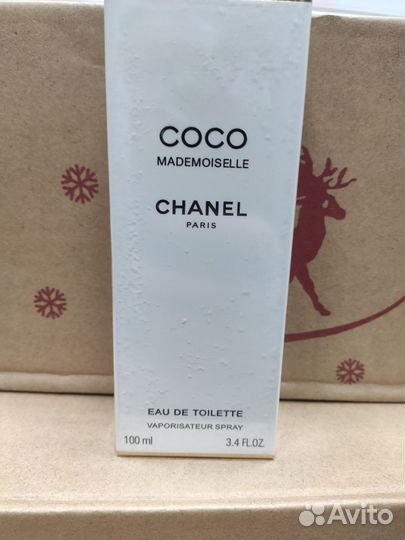 COCO
MADEMOISELLE
CHANEL
PARIS
EAU DE TOILETTE
VAPORISATEUR SPRAY
100 ml 3.4 FL.OZ.
Avito